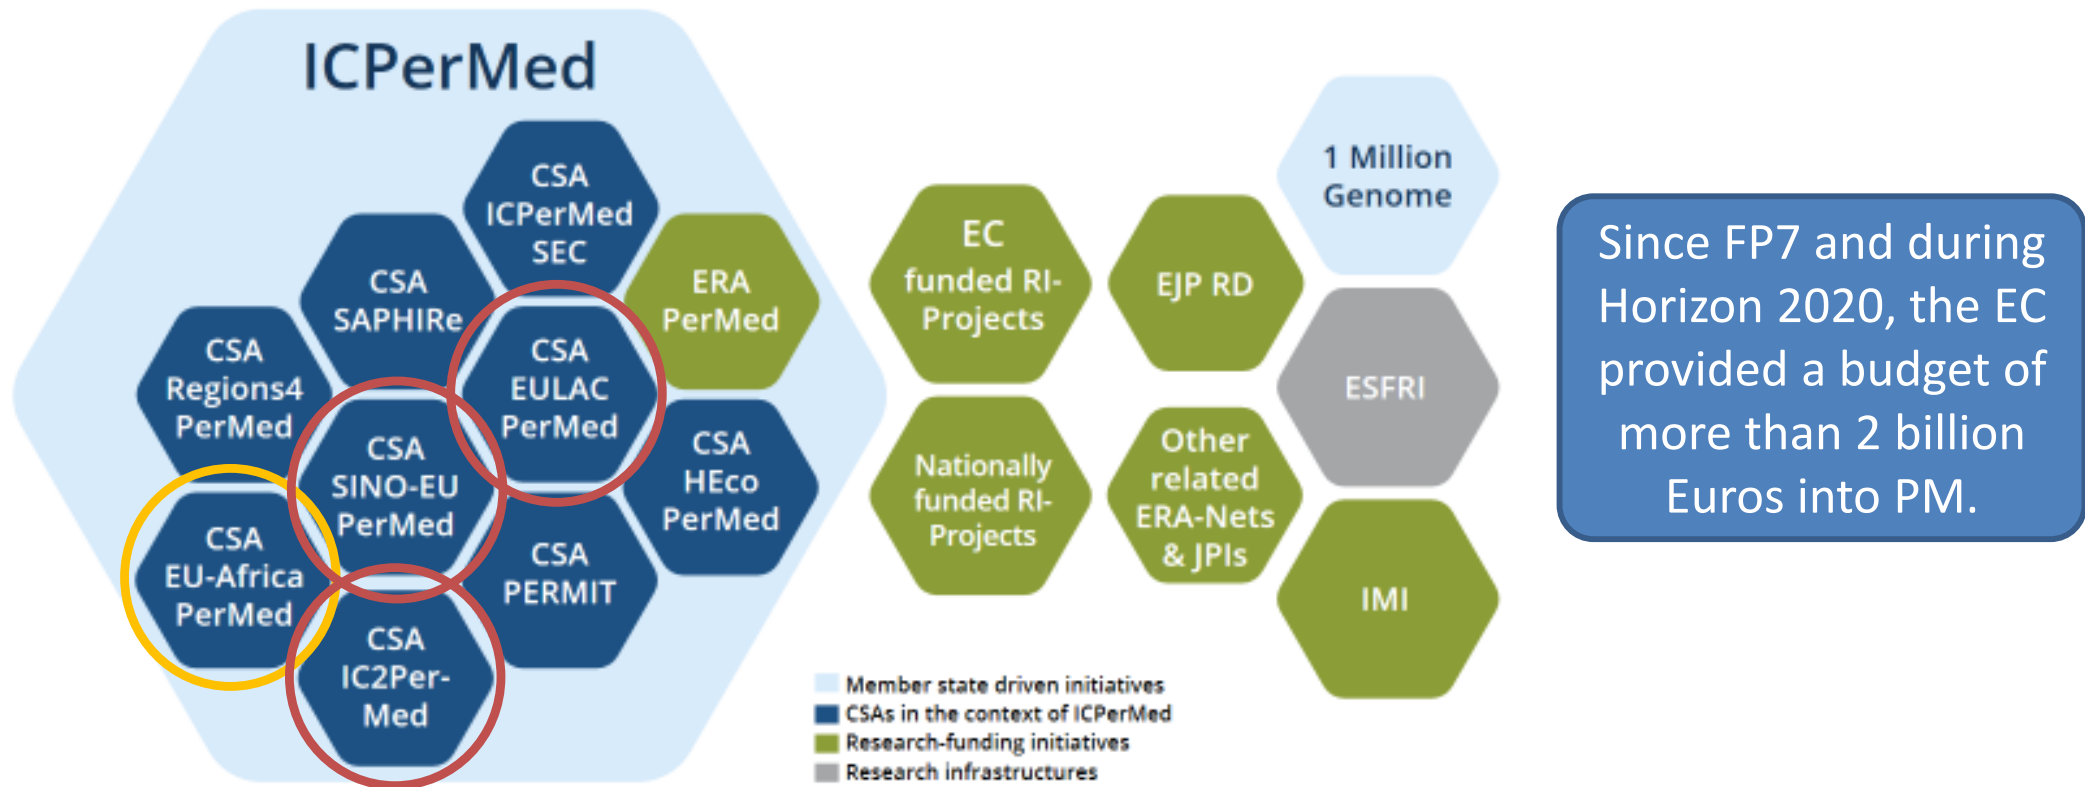 ICPerMed
CSA
ICPerMed
SEC
CSA
SAPHIRe
ERA
PerMed
CSA
Regions4
PerMed
CSA
EULAC
PerMed
CSA
SINO-EU
PerMed
CSA
HEco
PerMed
CSA
EU-Africa
PerMed
CSA
PERMIT
CSA
IC2Per-
Med
EC
funded RI-
Projects
EJP RD
1 Million
Genome
Nationally
funded RI-
Projects
Other
related
ERA-Nets
& JPIs
ESFRI
IMI
Member state driven initiatives
CSAs in the context of ICPerMed
Research-funding initiatives
Research infrastructures
Since FP7 and during
Horizon 2020, the EC
provided a budget of
more than 2 billion
Euros into PM.